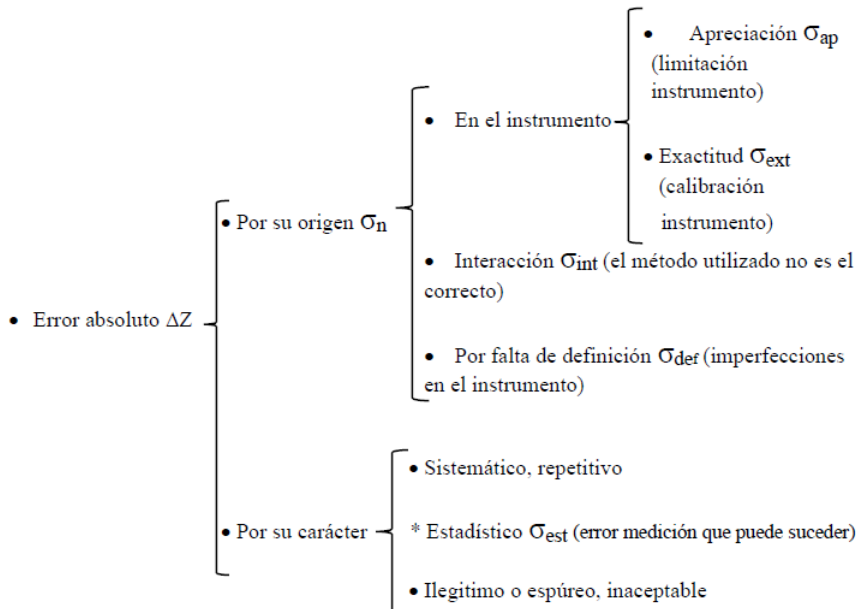 • Apreciación σap
(limitación
instrumento)
• En el instrumento
• Exactitud σext
(calibración
instrumento)
• Por su origen σn
• Interacción σint (el método utilizado no es el
correcto)
• Error absoluto ΔZ
• Por falta de definición σdef (imperfecciones
en el instrumento)
• Sistemático, repetitivo
• Por su carácter
* Estadístico σest (error medición que puede suceder)
• Ilegitimo o espúreo, inaceptable